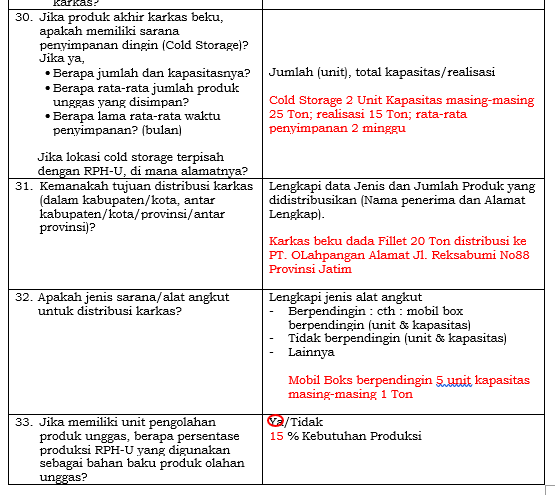 karkas?
30. Jika produk akhir karkas beku,
apakah memiliki sarana
penyimpanan dingin (Cold Storage)?
Jika ya,
• Berapa jumlah dan kapasitasnya?
• Berapa rata-rata jumlah produk
unggas yang disimpan?
• Berapa lama rata-rata waktu
penyimpanan? (bulan)
Jika lokasi cold storage terpisah
dengan RPH-U, di mana alamatnya?
Jumlah (unit), total kapasitas/realisasi
Cold Storage 2 Unit Kapasitas masing-masing
25 Ton; realisasi 15 Ton; rata-rata
penyimpanan 2 minggu
31. Kemanakah tujuan distribusi karkas
(dalam kabupaten/kota, antar
kabupaten/kota/provinsi/antar
provinsi)?
Lengkapi data Jenis dan Jumlah Produk yang
didistribusikan (Nama penerima dan Alamat
Lengkap).
Karkas beku dada Fillet 20 Ton distribusi ke
PT. OLahpangan Alamat Jl. Reksabumi No88
Provinsi Jatim
32. Apakah jenis sarana/alat angkut
untuk distribusi karkas?
Lengkapi jenis alat angkut
- Berpendingin : cth : mobil box
berpendingin (unit & kapasitas)
- Tidak berpendingin (unit & kapasitas)
- Lainnya
Mobil Boks berpendingin 5 unit kapasitas
masing-masing 1 Ton
33. Jika memiliki unit pengolahan
produk unggas, berapa persentase
produksi RPH-U yang digunakan
sebagai bahan baku produk olahan
unggas?
Ya/Tidak
15 % Kebutuhan Produksi